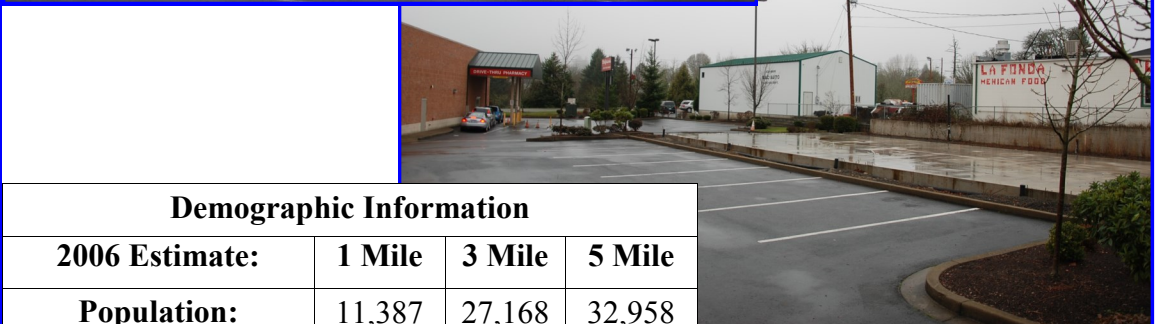 DRIVE-THRU PHARMACY
LA FONDA
MEXICAN FOOD
Demographic Information
2006 Estimate: 1 Mile 3 Mile 5 Mile
Population: 11,387 27,168 32,958